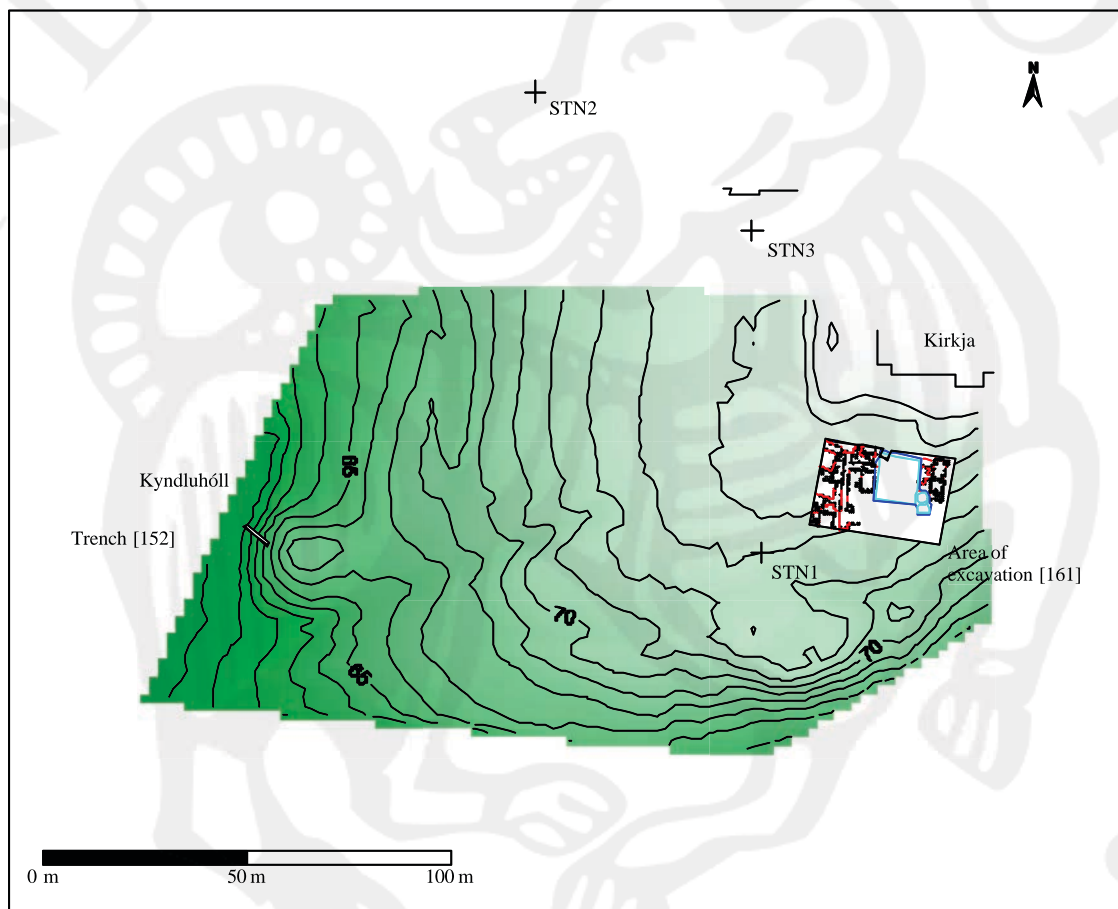 N
STN2
STN3
Kirkja
65
Kyndluhóll
Trench [152]
STN1
Area of
excavation [161]
70
70
65
0 m
50 m
100 m